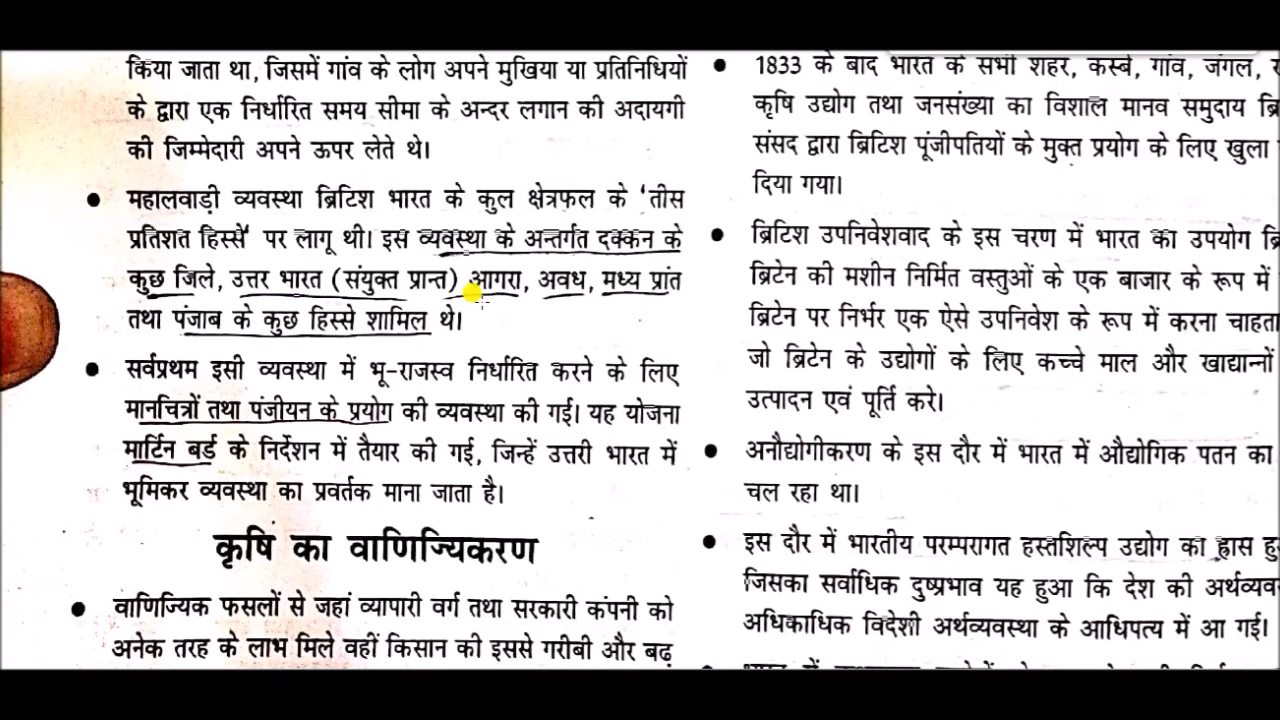 किया जाता था, जिसमें गांव के लोग अपने मुखिया या प्रतिनिधियों
के द्वारा एक निर्धारित समय सीमा के अन्दर लगान की अदायगी
की जिम्मेदारी अपने ऊपर लेते थे।
● महालवाड़ी व्यवस्था ब्रिटिश भारत के कुल क्षेत्रफल के 'तीस
प्रतिशत हिस्से' पर लागू थी। इस व्यवस्था के अन्तर्गत दक्कन के
कुछ जिले, उत्तर भारत (संयुक्त प्रान्त) आगरा, अवध, मध्य प्रांत
तथा पंजाब के कुछ हिस्से शामिल थे।
● सर्वप्रथम इसी व्यवस्था में भू-राजस्व निर्धारित करने के लिए
मानचित्रों तथा पंजीयन के प्रयोग की व्यवस्था की गई। यह योजना
मार्टिन बर्ड के निर्देशन में तैयार की गई, जिन्हें उत्तरी भारत में
भूमिकर व्यवस्था का प्रवर्तक माना जाता है।
कृषि का वाणिज्यिकरण
● वाणिज्यिक फसलों से जहां व्यापारी वर्ग तथा सरकारी कंपनी को
अनेक तरह के लाभ मिले वहीं किसान की इससे गरीबी और बढ़
● 1833 के बाद भारत के सभी शहर, कस्बे, गांव, जंगल,
कृषि उद्योग तथा जनसंख्या का विशाल मानव समुदाय
संसद द्वारा ब्रिटिश पूंजीपतियों के मुक्त प्रयोग के लिए खुला
दिया गया।
● ब्रिटिश उपनिवेशवाद के इस चरण में भारत का उपयोग
ब्रिटेन की मशीन निर्मित वस्तुओं के एक बाजार के रूप में
ब्रिटेन पर निर्भर एक ऐसे उपनिवेश के रूप में करना चाहता
जो ब्रिटेन के उद्योगों के लिए कच्चे माल और खाद्यान्नों
उत्पादन एवं पूर्ति करे।
● अनौद्योगीकरण के इस दौर में भारत में औद्योगिक पतन का
चल रहा था।
● इस दौर में भारतीय परम्परागत हस्तशिल्प उद्योग का ह्रास
जिसका सर्वाधिक दुष्प्रभाव यह हुआ कि देश की
अधिकाधिक विदेशी अर्थव्यवस्था के आधिपत्य में आ गई।